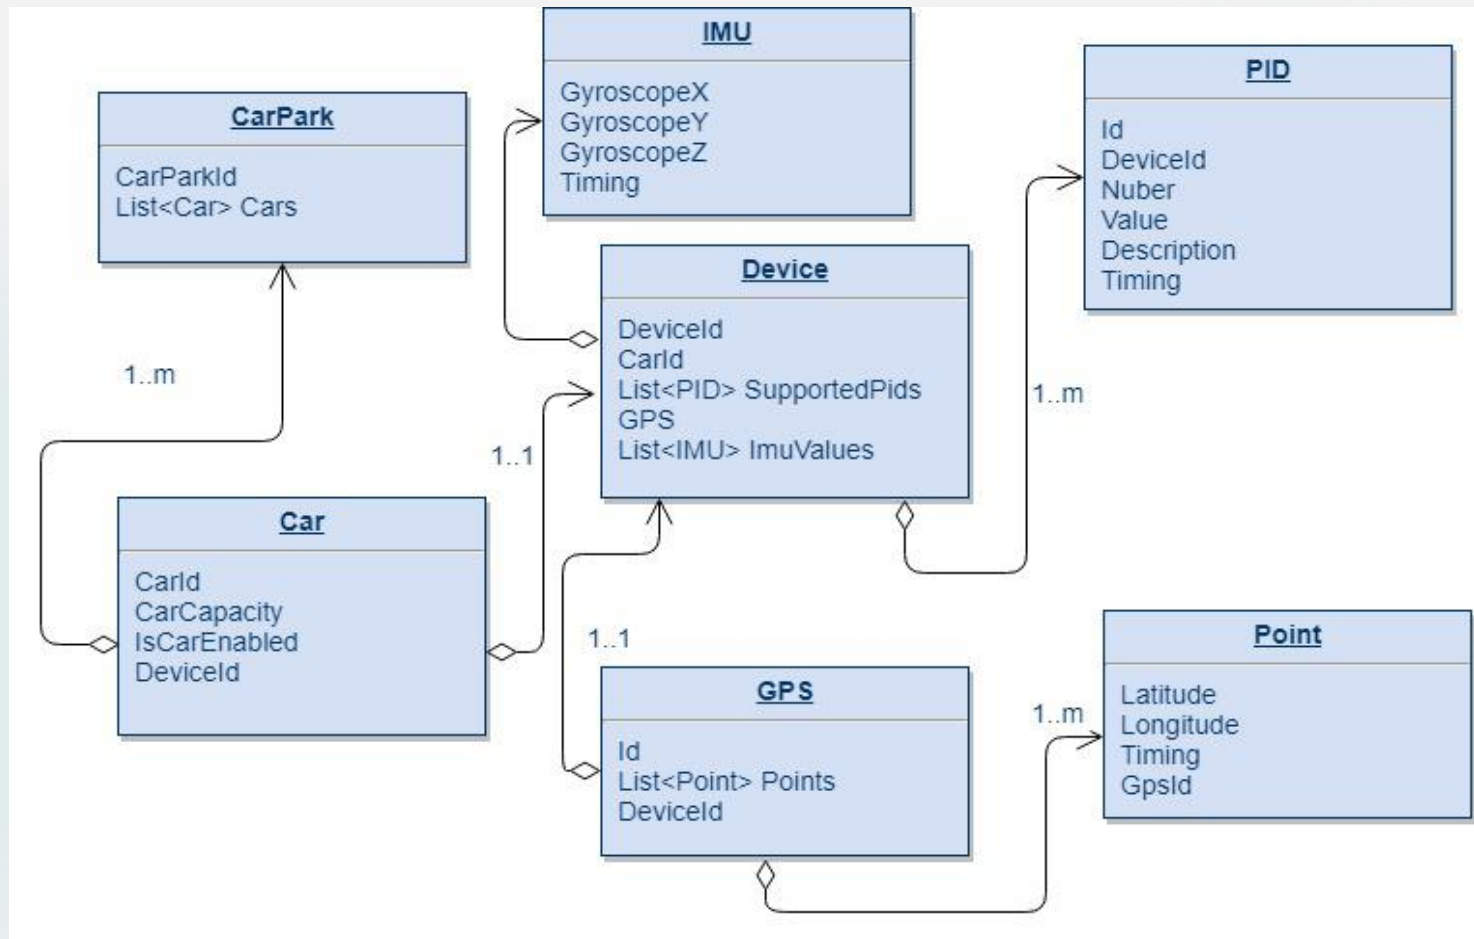 IMU
GyroscopeX
GyroscopeY
GyroscopeZ
Timing
PID
Id
DeviceId
Nuber
Value
Description
Timing
CarPark
CarParkId
List<Car> Cars
Device
DeviceId
CarId
List<PID> SupportedPids
GPS
List<IMU> ImuValues
1..m
1..m
1..1
Car
CarId
CarCapacity
IsCarEnabled
DeviceId
1..1
GPS
Id
List<Point> Points
DeviceId
1..m
Point
Latitude
Longitude
Timing
GpsId